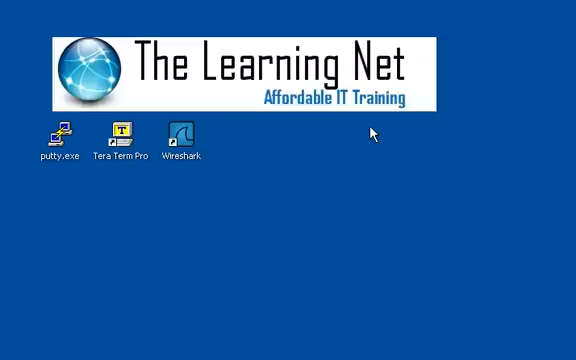 The Learning Net
Affordable IT Training
putty.exe
Tera Term Pro
Wireshark